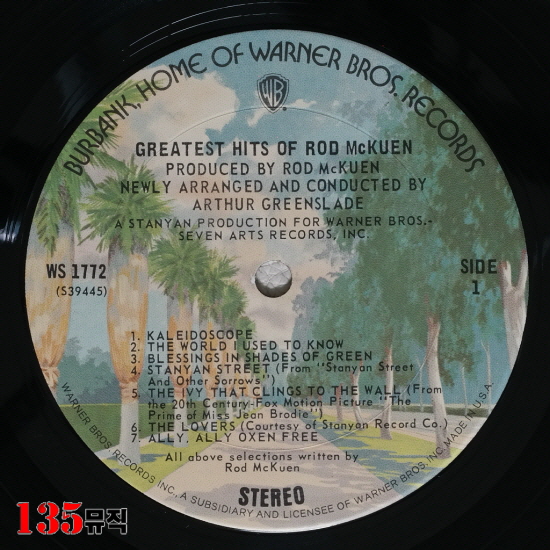 BURBANK, HOME OF WARNER BROS. RECORDS
WB
GREATEST HITS OF ROD McKUEN
PRODUCED BY ROD McKUEN
NEWLY ARRANGED AND CONDUCTED BY
ARTHUR GREENSLADE
A STANYAN PRODUCTION FOR WARNER BROS.-
SEVEN ARTS RECORDS, INC.
WS 1772
(S39445)
SIDE
1
1. KALEIDOSCOPE
2. THE WORLD I USED TO KNOW
3. BLESSINGS IN SHADES OF GREEN
4. STANYAN STREET (From "Stanyan Street
And Other Sorrows")
5. THE IVY THAT CLINGS TO THE WALL (From
the 20th Century-Fox Motion Picture "The
Prime of Miss Jean Brodie")
6. THE LOVERS (Courtesy of Stanyan Record Co.)
7. ALLY, ALLY OXEN FREE
All above selections written by
Rod McKuen
STEREO
WARNER BROS. RECORDS INC., A SUBSIDIARY AND LICENSEE OF WARNER BROS. INC. MADE IN U.S.A.
135뮤직